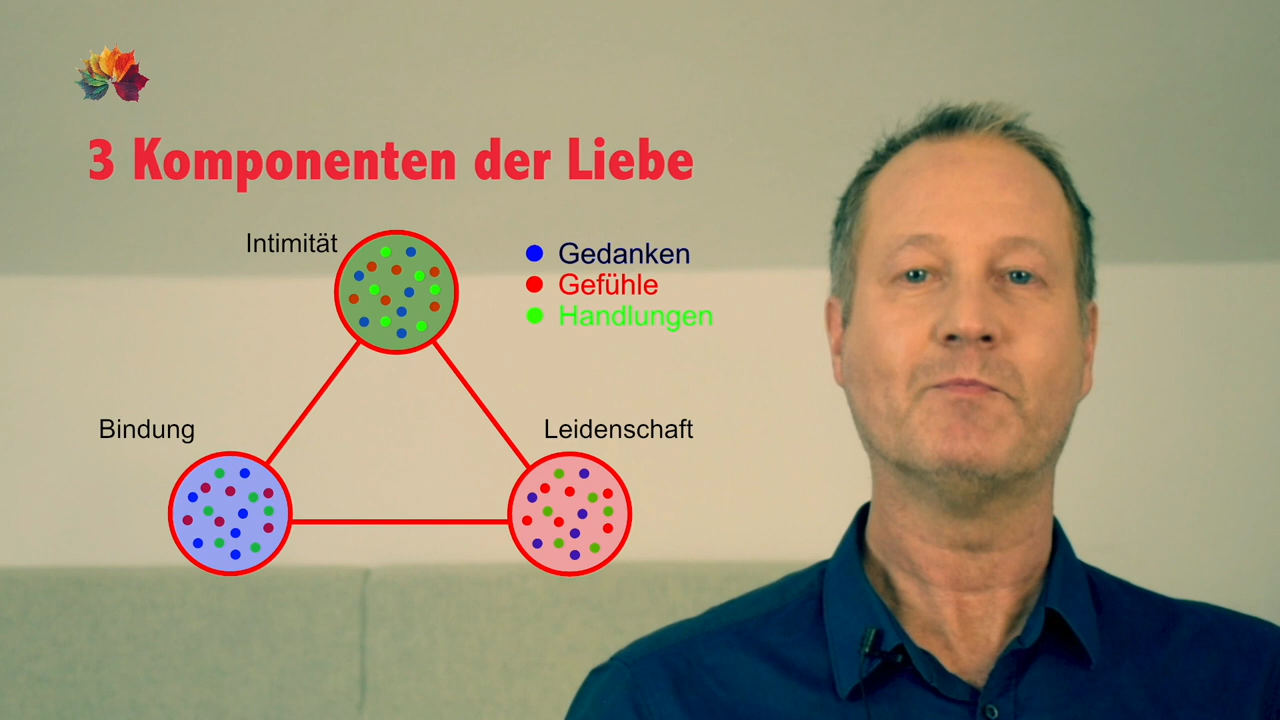 3 Komponenten der Liebe
Intimität
Gedanken
Gefühle
Handlungen
Bindung
Leidenschaft